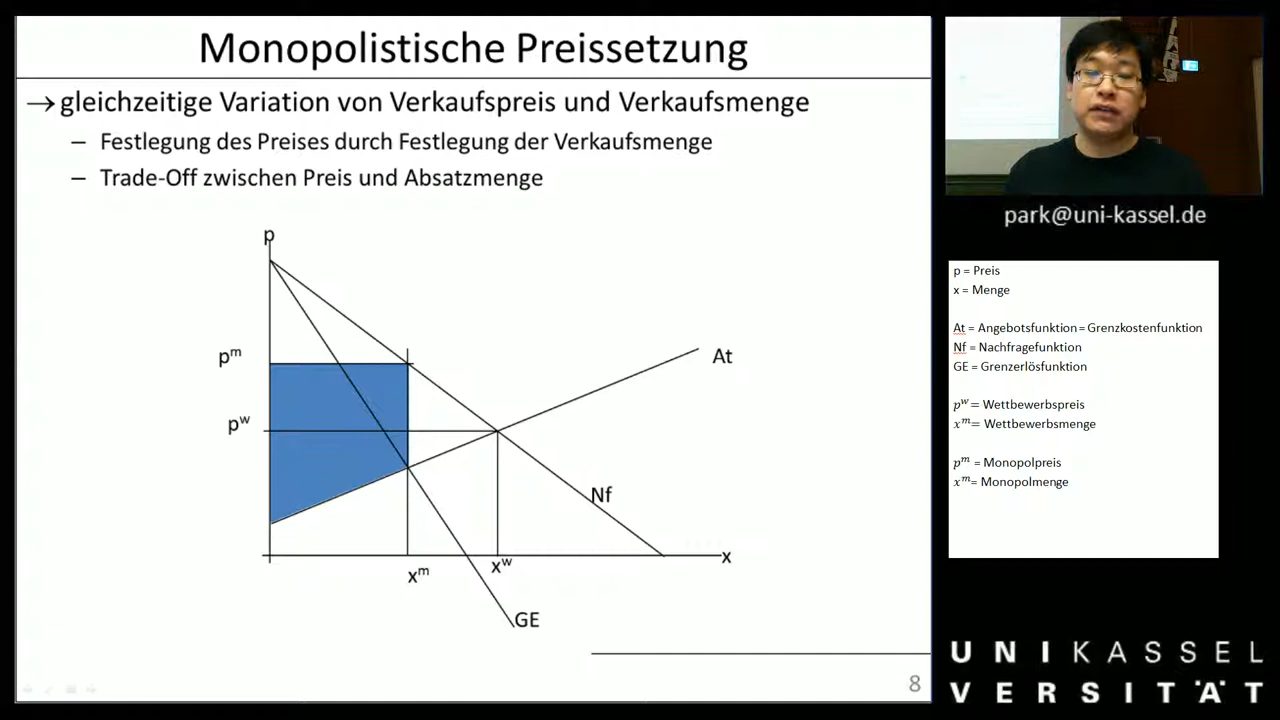 Monopolistische Preissetzung
→ gleichzeitige Variation von Verkaufspreis und Verkaufsmenge
– Festlegung des Preises durch Festlegung der Verkaufsmenge
– Trade-Off zwischen Preis und Absatzmenge
p
pᵐ
At
pʷ
Nf
x
xᵐ
xʷ
GE
8
park@uni-kassel.de
p = Preis
x = Menge
At = Angebotsfunktion = Grenzkostenfunktion
Nf = Nachfragefunktion
GE = Grenzerlösfunktion
pʷ = Wettbewerbspreis
xᵐ = Wettbewerbsmenge
pᵐ = Monopolpreis
xᵐ = Monopolmenge
UNIKASSEL
VERSITÄT